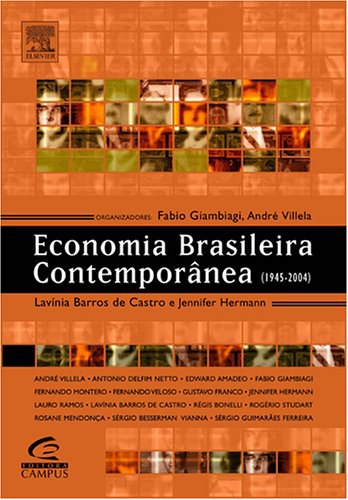 ELSEVIER
ORGANIZADORES: Fabio Giambiagi, André Villela
Economia Brasileira
Contemporânea (1945-2004)
Lavínia Barros de Castro e Jennifer Hermann
ANDRÉ VILLELA • ANTONIO DELFIM NETTO • EDWARD AMADEO • FABIO GIAMBIAGI
FERNANDO MONTERO • FERNANDO VELOSO • GUSTAVO FRANCO • JENNIFER HERMANN
LAURO RAMOS • LAVÍNIA BARROS DE CASTRO • RÉGIS BONELLI • ROGÉRIO STUDART
ROSANE MENDONÇA • SÉRGIO BESSERMAN VIANNA • SÉRGIO GUIMARÃES FERREIRA
EDITORA
CAMPUS